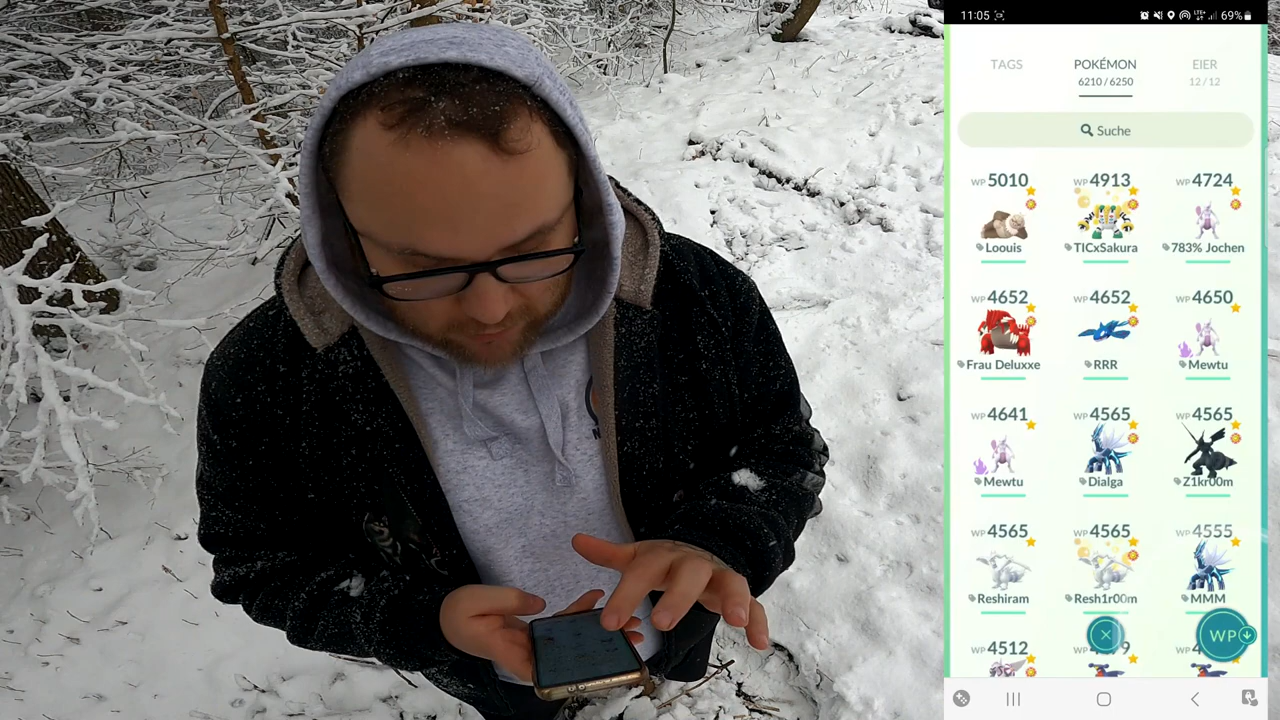 11:05 LTE+ 69%
TAGS POKÉMON EIER
6210 / 6250 12 / 12
Suche
WP 5010 WP 4913 WP 4724
Loouis TICxSakura 783% Jochen
WP 4652 WP 4652 WP 4650
Frau Deluxxe RRR Mewtu
WP 4641 WP 4565 WP 4565
Mewtu Dialga Z1kr00m
WP 4565 WP 4565 WP 4555
Reshiram Resh1r00m MMM
WP
WP 4512